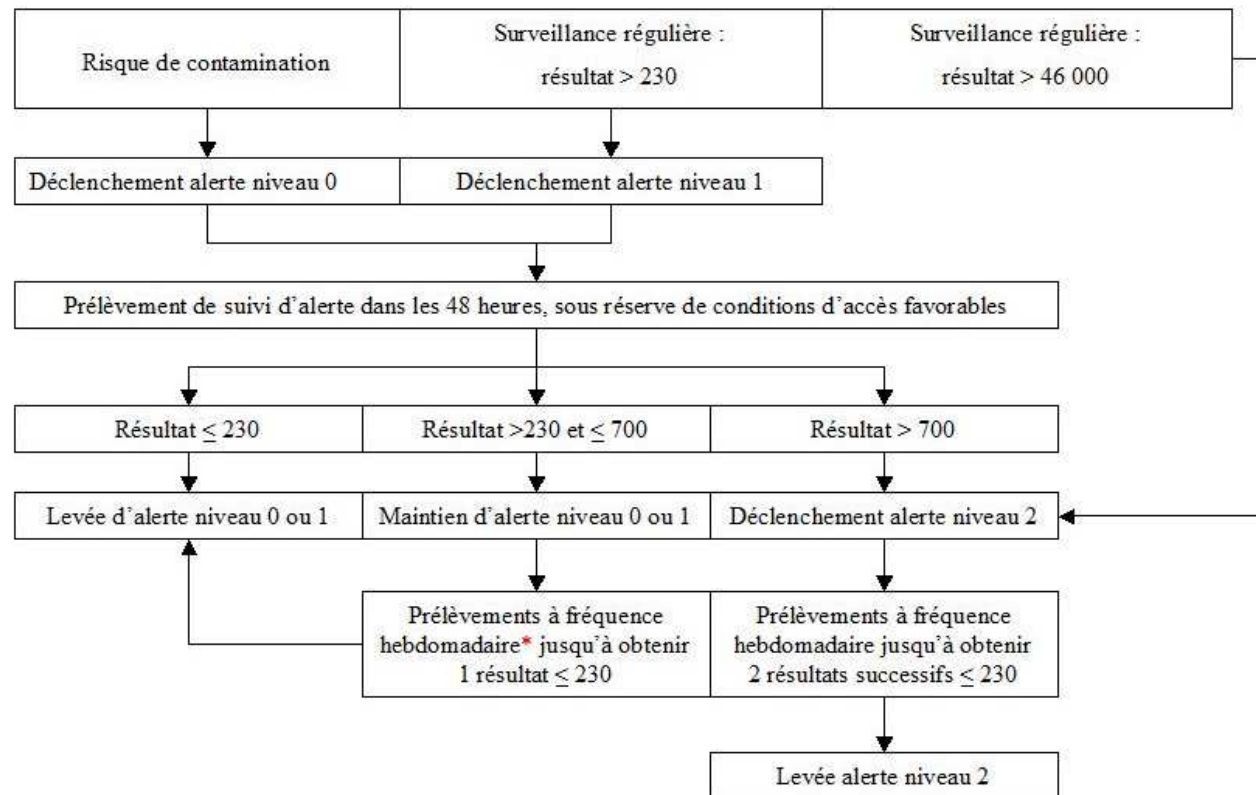 Risque de contamination
Surveillance régulière :
résultat > 230
Surveillance régulière :
résultat > 46 000
Déclenchement alerte niveau 0
Déclenchement alerte niveau 1
Prélèvement de suivi d'alerte dans les 48 heures, sous réserve de conditions d'accès favorables
Résultat ≤ 230
Résultat >230 et ≤ 700
Résultat > 700
Levée d'alerte niveau 0 ou 1
Maintien d'alerte niveau 0 ou 1
Déclenchement alerte niveau 2
Prélèvements à fréquence
hebdomadaire* jusqu'à obtenir
1 résultat ≤ 230
Prélèvements à fréquence
hebdomadaire jusqu'à obtenir
2 résultats successifs ≤ 230
Levée alerte niveau 2